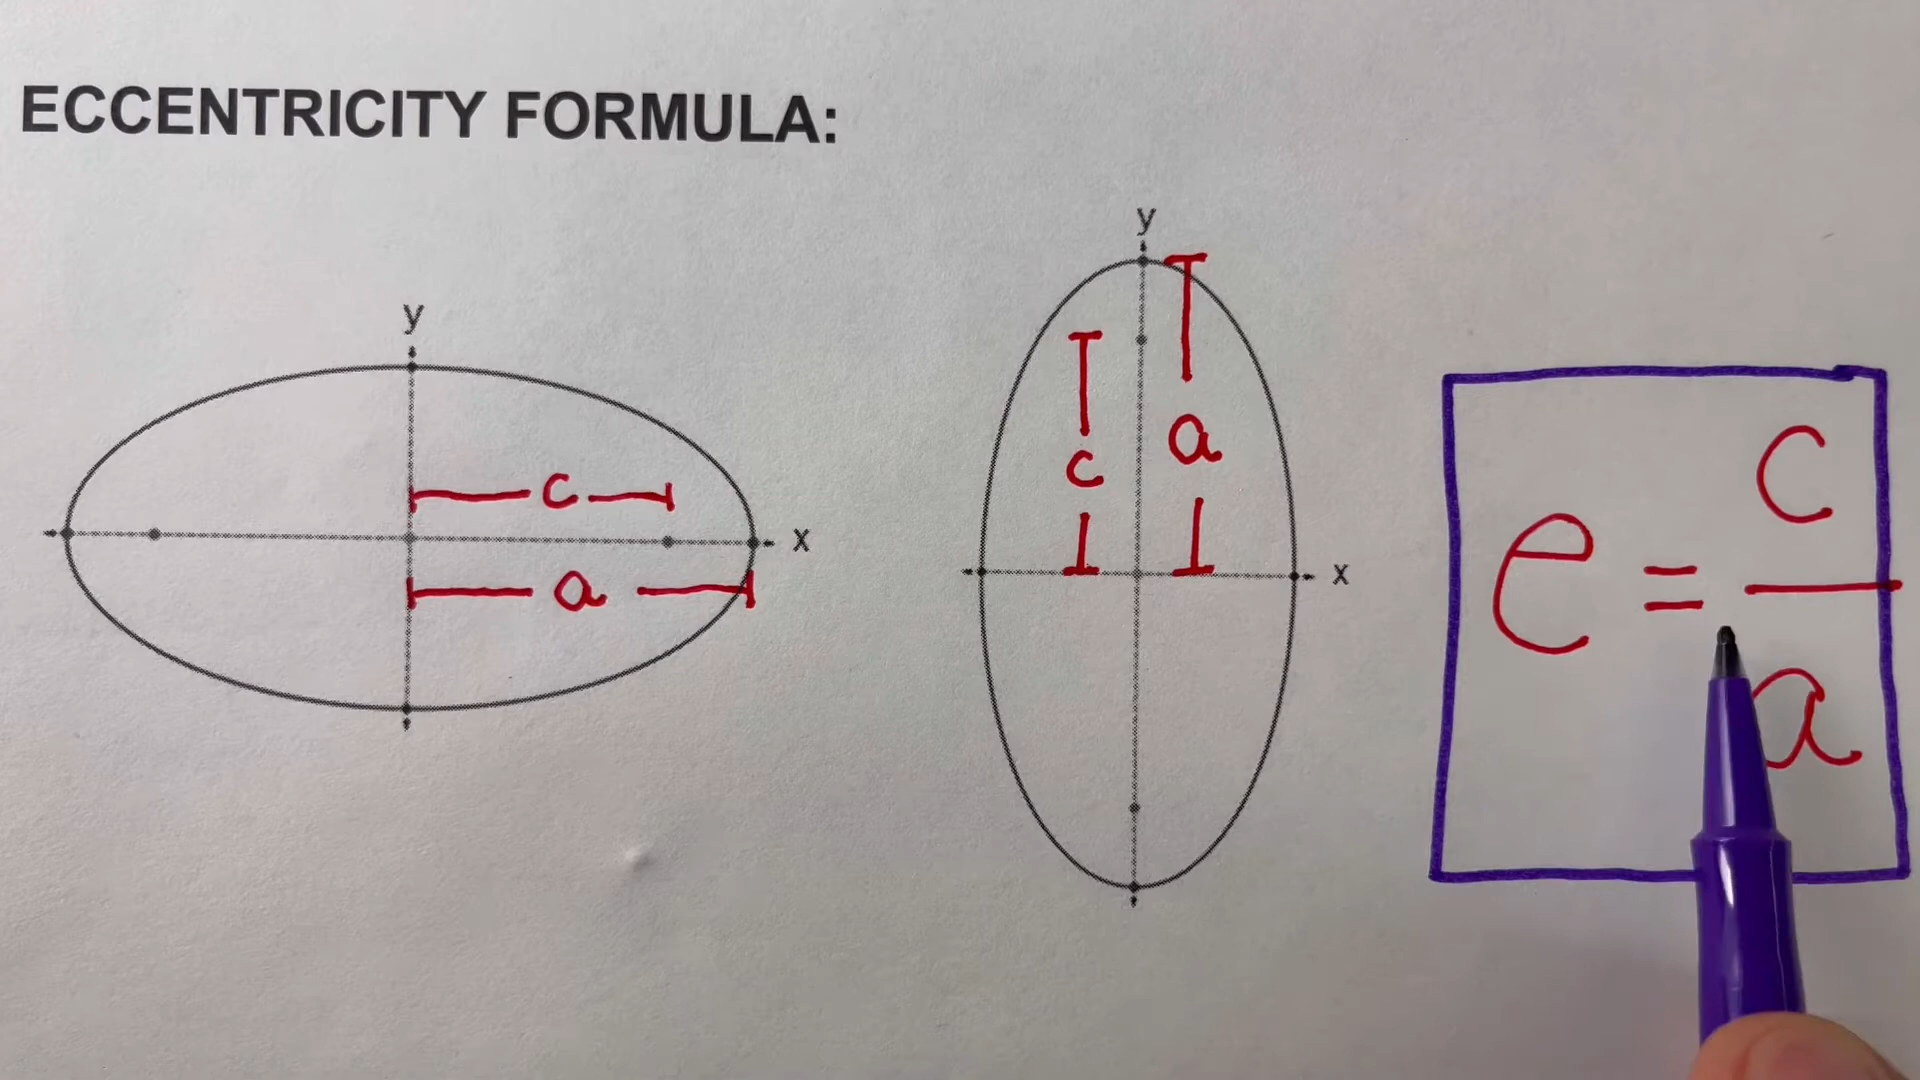 ECCENTRICITY FORMULA:
y
c
x
a
y
a
c
x
e = c/a